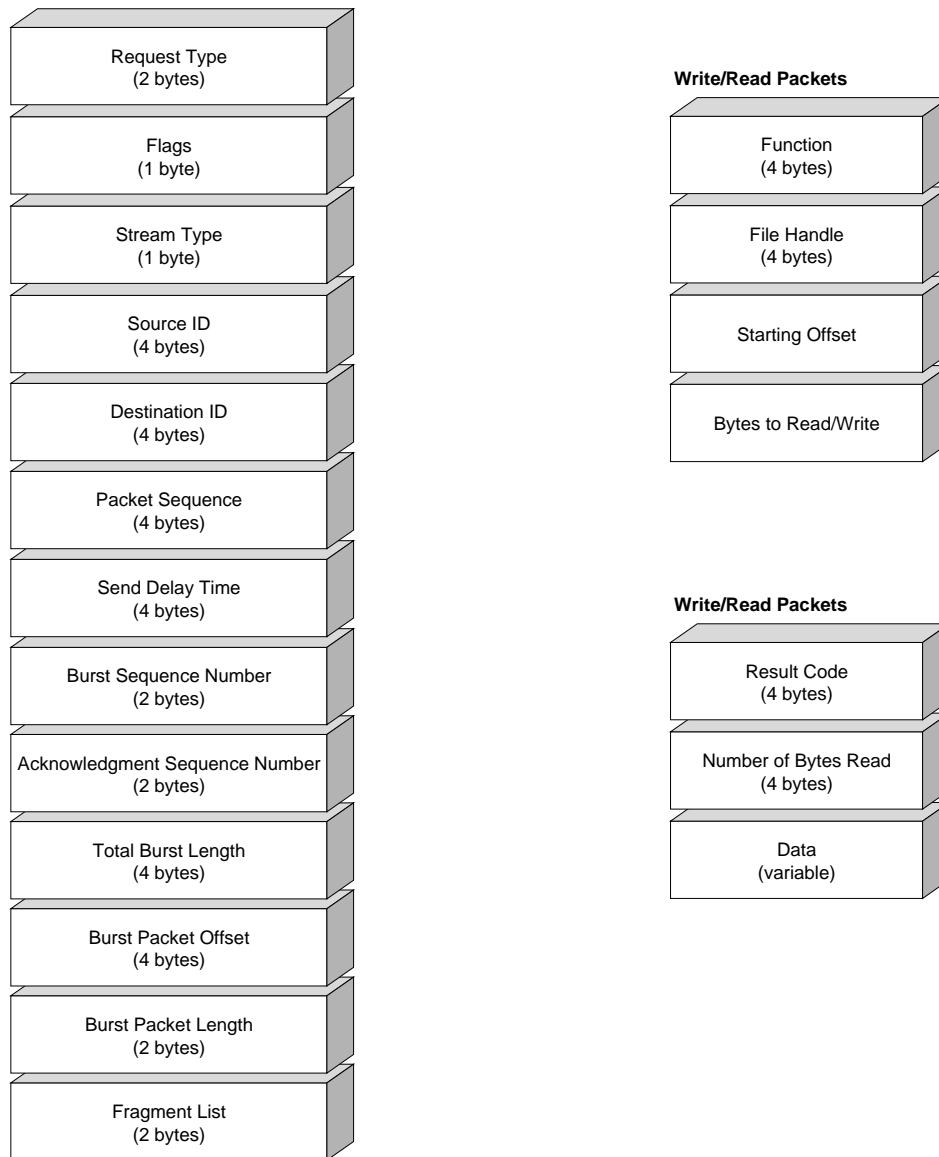 Request Type
(2 bytes)
Flags
(1 byte)
Stream Type
(1 byte)
Source ID
(4 bytes)
Destination ID
(4 bytes)
Packet Sequence
(4 bytes)
Send Delay Time
(4 bytes)
Burst Sequence Number
(2 bytes)
Acknowledgment Sequence Number
(2 bytes)
Total Burst Length
(4 bytes)
Burst Packet Offset
(4 bytes)
Burst Packet Length
(2 bytes)
Fragment List
(2 bytes)
Write/Read Packets
Function
(4 bytes)
File Handle
(4 bytes)
Starting Offset
Bytes to Read/Write
Write/Read Packets
Result Code
(4 bytes)
Number of Bytes Read
(4 bytes)
Data
(variable)